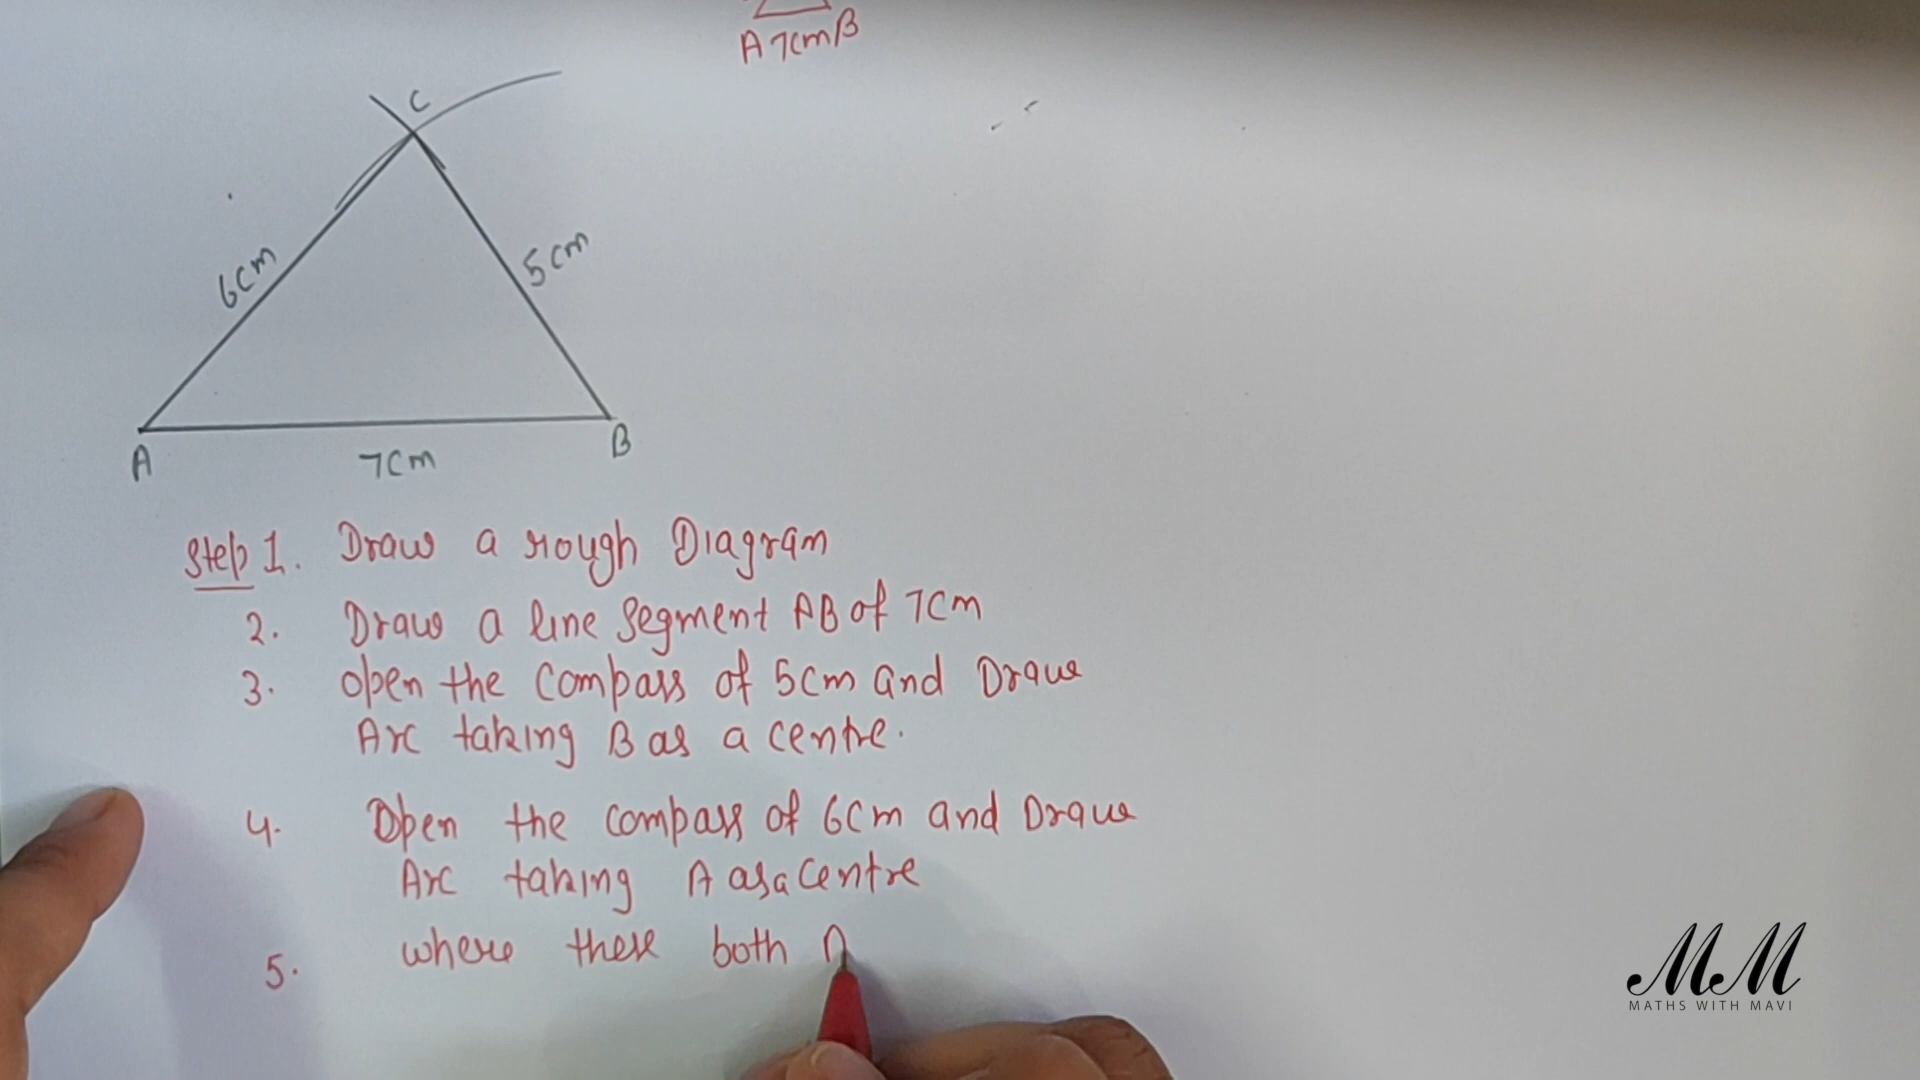 A 7cm B
C
6cm
5cm
A
B
7cm
Step 1. Draw a rough Diagram
2. Draw a line Segment AB of 7cm
3. open the compass of 5cm and Draw
Arc taking B as a centre.
4. Open the compass of 6cm and Draw
Arc taking A as a centre
5. where these both
MM
MATHS WITH MAVI